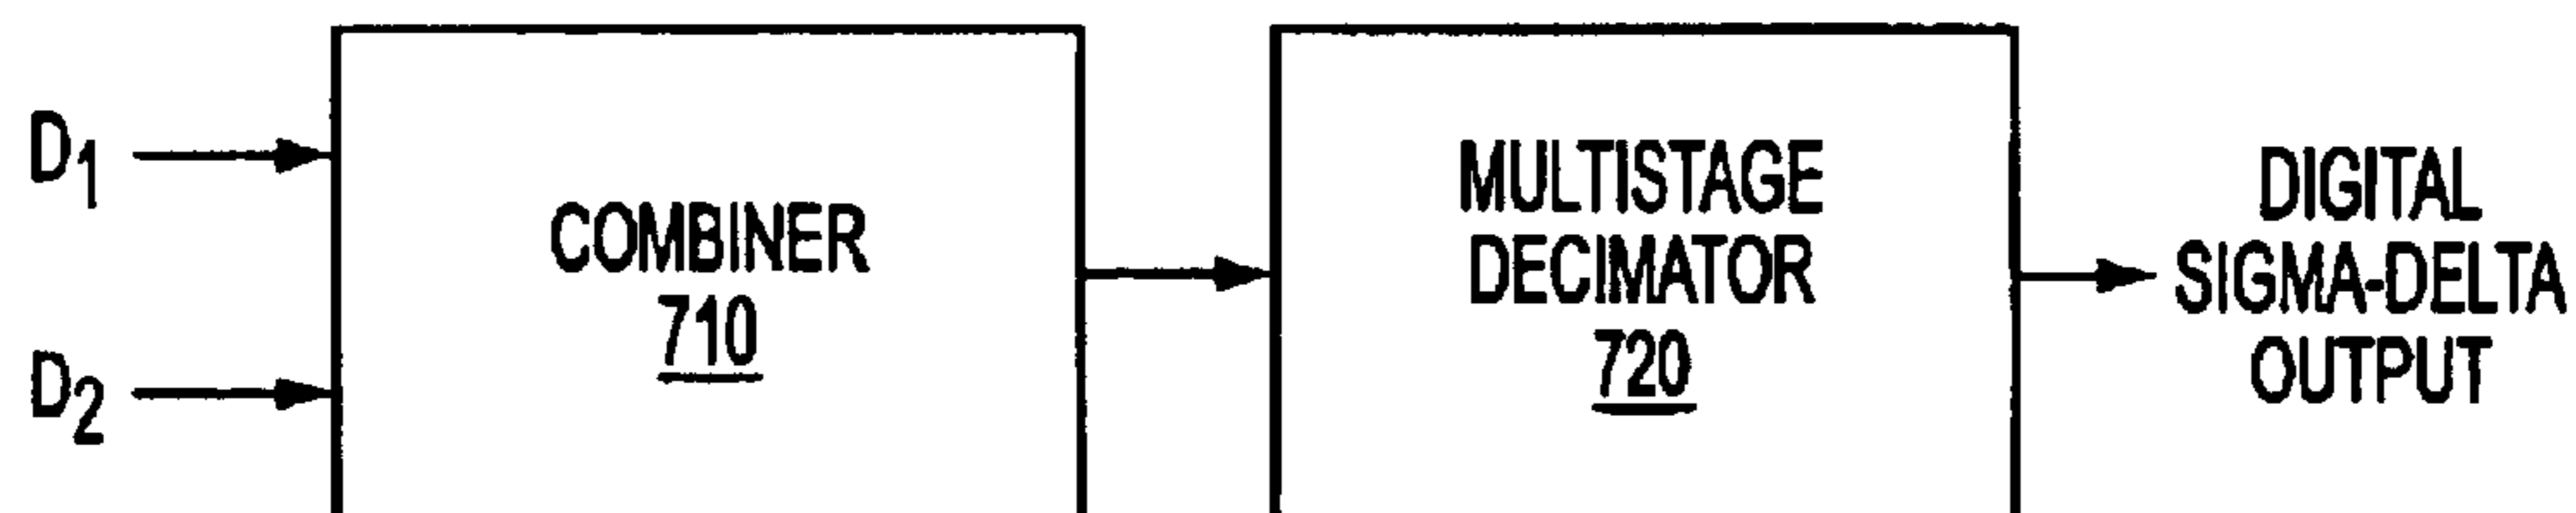 D1
D2
COMBINER
710
MULTISTAGE
DECIMATOR
720
DIGITAL
SIGMA-DELTA
OUTPUT